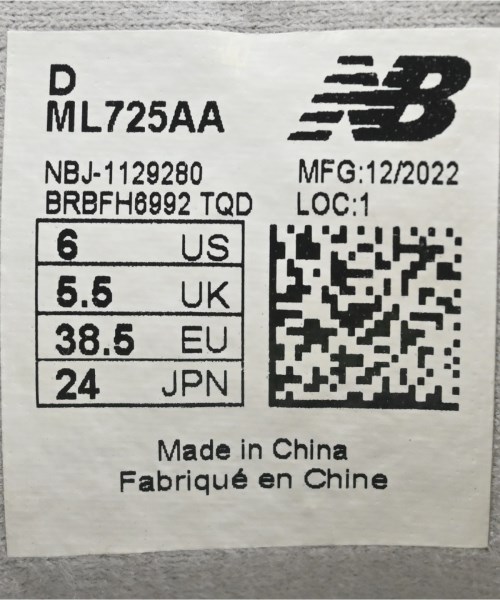 D
ML725AA
NB
NBJ-1129280
MFG:12/2022
BRBFH6992 TQD
LOC:1
6 US
5.5 UK
38.5 EU
24 JPN
Made in China
Fabriqué en Chine